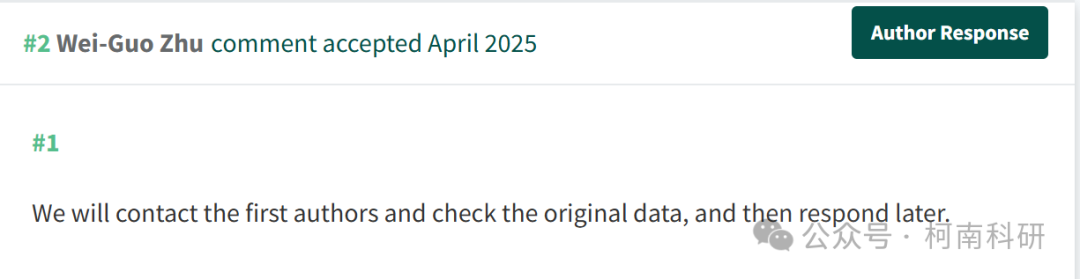 #2 Wei-Guo Zhu comment accepted April 2025
Author Response
#1
We will contact the first authors and check the original data, and then respond later.
公众号 · 柯南科研